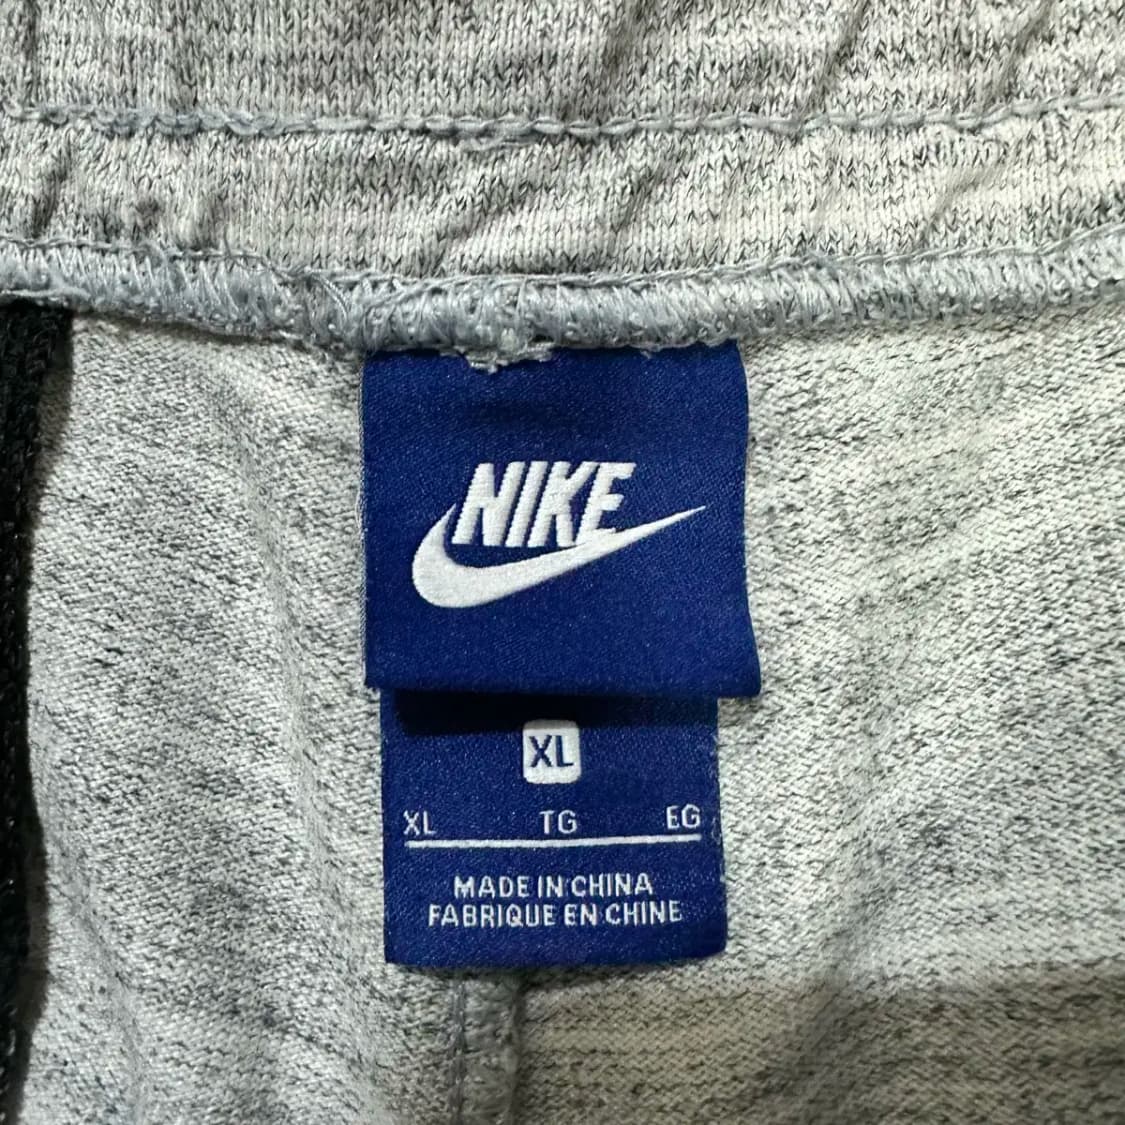 NIKE
XL
XL TG EG
MADE IN CHINA
FABRIQUE EN CHINE